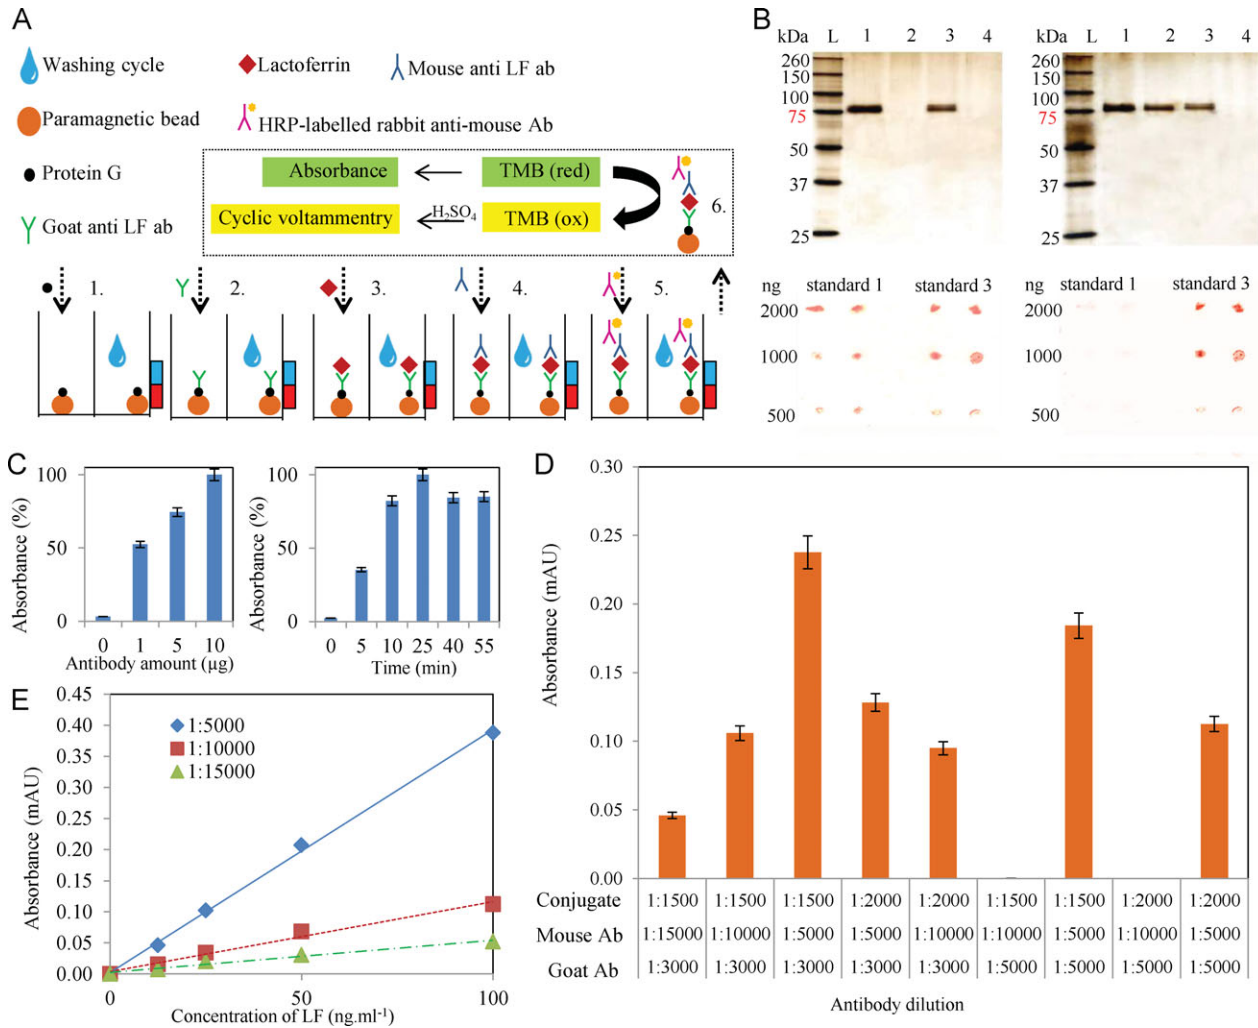 A
Washing cycle
Lactoferrin
Mouse anti LF ab
Paramagnetic bead
HRP-labelled rabbit anti-mouse Ab
Protein G
Goat anti LF ab
Absorbance
TMB (red)
Cyclic voltammentry
H₂SO₄
TMB (ox)
6.
1.
2.
3.
4.
5.
B
kDa L 1 2 3 4
260
150
100
75
50
37
25
kDa L 1 2 3 4
260
150
100
75
50
37
25
ng standard 1 standard 3
2000
1000
500
ng standard 1 standard 3
2000
1000
500
C
Absorbance (%)
100
50
0
0 1 5 10
Antibody amount (µg)
Absorbance (%)
100
50
0
0 5 10 25 40 55
Time (min)
D
Absorbance (mAU)
0.30
0.25
0.20
0.15
0.10
0.05
0.00
Conjugate 1:1500 1:1500 1:1500 1:2000 1:2000 1:1500 1:1500 1:2000 1:2000
Mouse Ab 1:15000 1:10000 1:5000 1:5000 1:10000 1:10000 1:5000 1:10000 1:5000
Goat Ab 1:3000 1:3000 1:3000 1:3000 1:3000 1:5000 1:5000 1:5000 1:5000
Antibody dilution
E
Absorbance (mAU)
0.45
0.40
0.35
0.30
0.25
0.20
0.15
0.10
0.05
0.00
1:5000
1:10000
1:15000
0 50 100
Concentration of LF (ng.ml⁻¹)